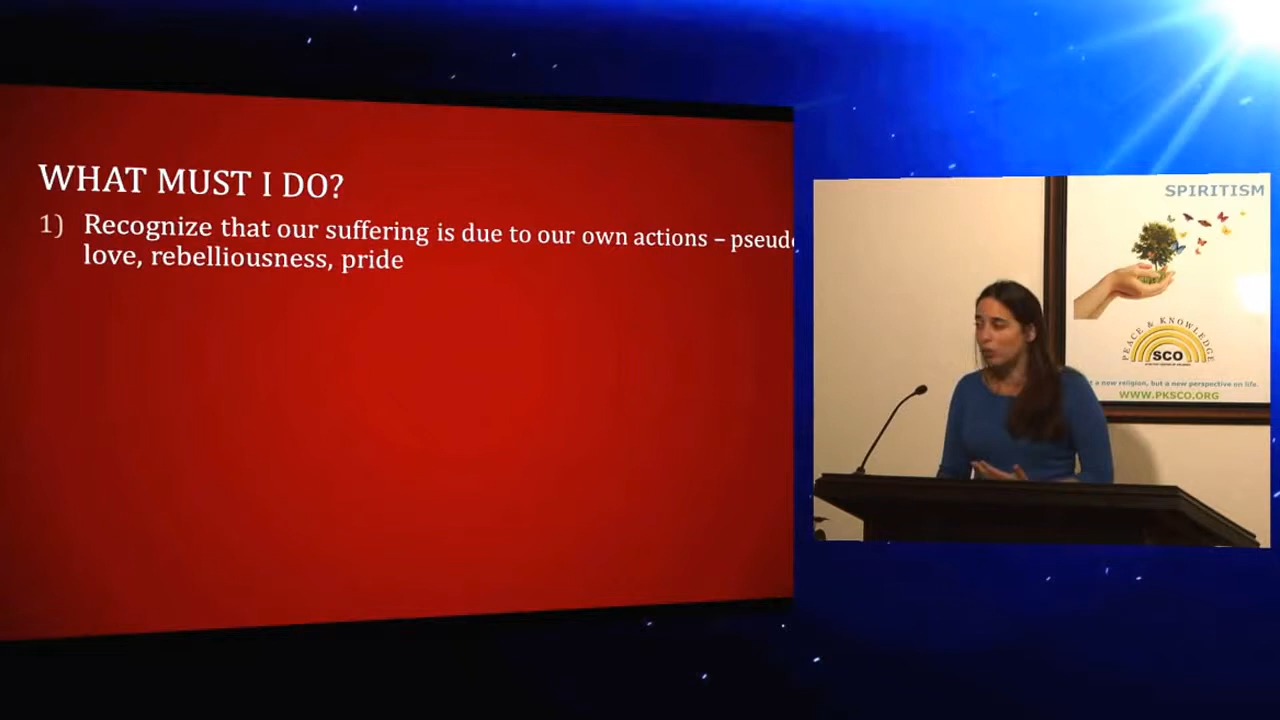 WHAT MUST I DO?
1) Recognize that our suffering is due to our own actions – pseudo
love, rebelliousness, pride
SPIRITISM
PEACE & KNOWLEDGE
SCO
a new religion, but a new perspective on life.
WWW.PKSCO.ORG